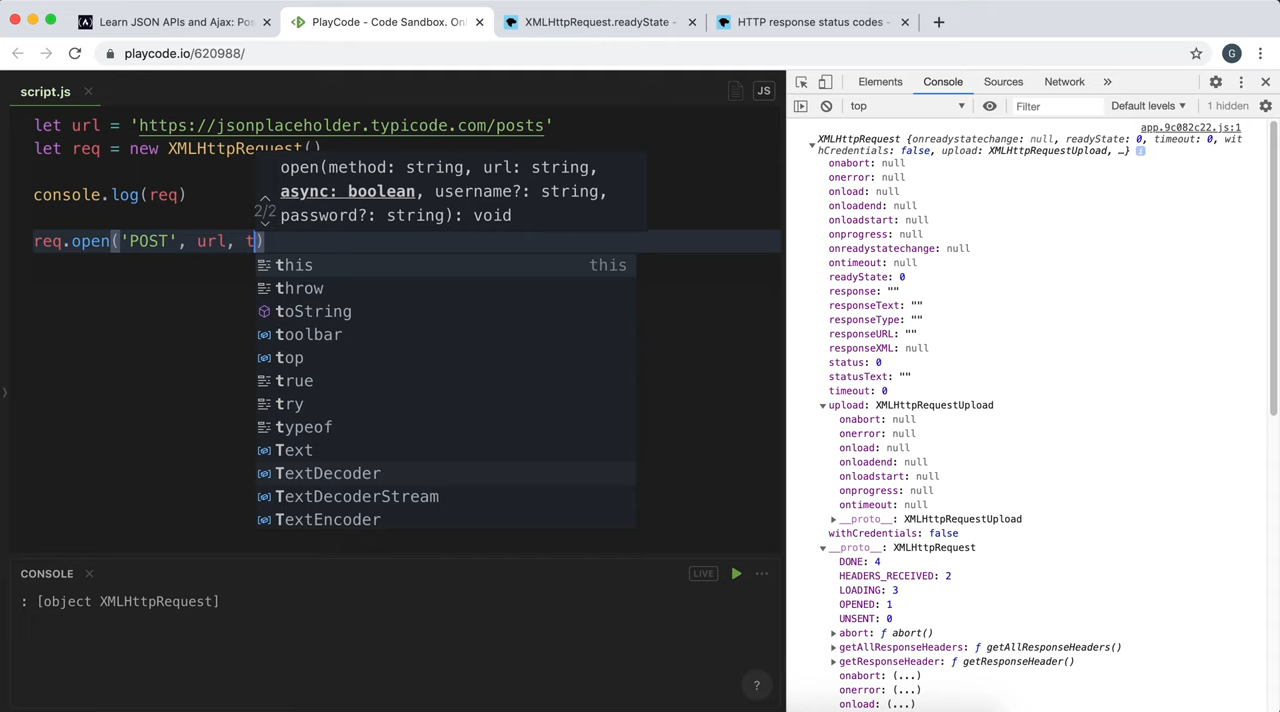 Learn JSON APIs and Ajax: Pos
PlayCode - Code Sandbox. Onl
XMLHttpRequest.readyState -
HTTP response status codes -
playcode.io/620988/
G
script.js
JS
let url = 'https://jsonplaceholder.typicode.com/posts'
let req = new XMLHttpRequest()
console.log(req)
req.open('POST', url, t)
2/2
open(method: string, url: string,
async: boolean, username?: string,
password?: string): void
this this
throw
toString
toolbar
top
true
try
typeof
Text
TextDecoder
TextDecoderStream
TextEncoder
CONSOLE
LIVE
: [object XMLHttpRequest]
?
Elements Console Sources Network »
top Filter Default levels 1 hidden
app.9c082c22.js:1
XMLHttpRequest {onreadystatechange: null, readyState: 0, timeout: 0, wit
hCredentials: false, upload: XMLHttpRequestUpload, …}
onabort: null
onerror: null
onload: null
onloadend: null
onloadstart: null
onprogress: null
onreadystatechange: null
ontimeout: null
readyState: 0
response: ""
responseText: ""
responseType: ""
responseURL: ""
responseXML: null
status: 0
statusText: ""
timeout: 0
upload: XMLHttpRequestUpload
onabort: null
onerror: null
onload: null
onloadend: null
onloadstart: null
onprogress: null
ontimeout: null
__proto__: XMLHttpRequestUpload
withCredentials: false
__proto__: XMLHttpRequest
DONE: 4
HEADERS_RECEIVED: 2
LOADING: 3
OPENED: 1
UNSENT: 0
abort: ƒ abort()
getAllResponseHeaders: ƒ getAllResponseHeaders()
getResponseHeader: ƒ getResponseHeader()
onabort: (...)
onerror: (...)
onload: (...)